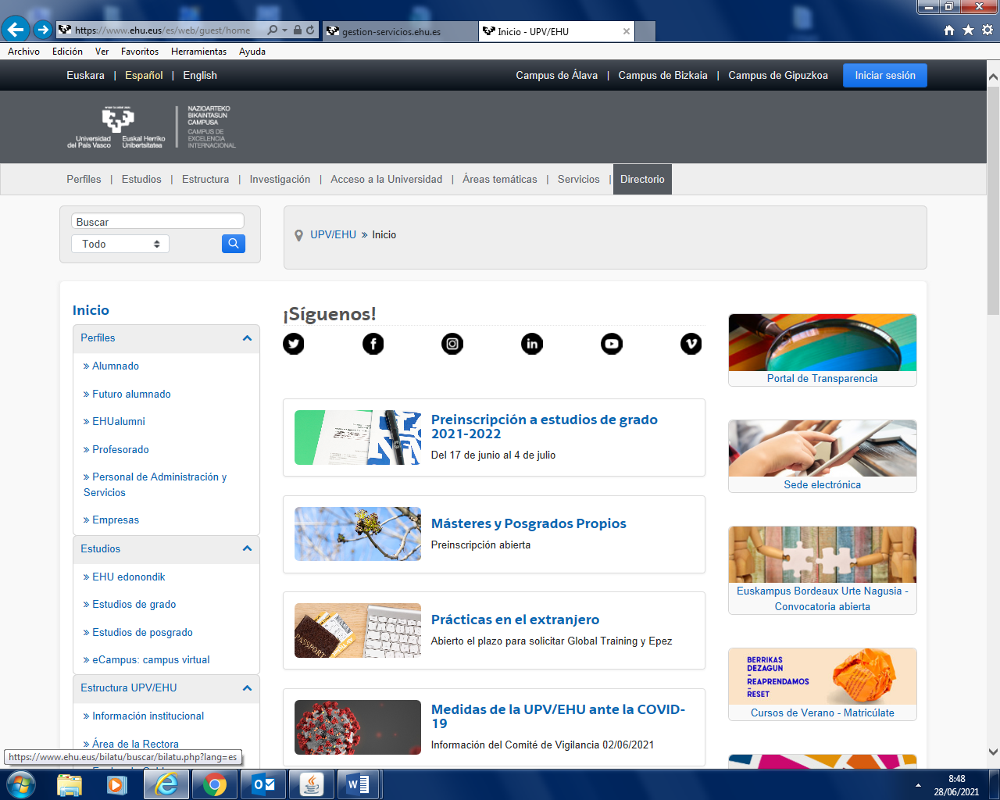 https://www.ehu.eus/es/web/guest/home
gestion-servicios.ehu.es
Inicio - UPV/EHU
Archivo Edición Ver Favoritos Herramientas Ayuda
Euskara | Español | English
Campus de Álava | Campus de Bizkaia | Campus de Gipuzkoa
Iniciar sesión
Universidad del País Vasco
Euskal Herriko Unibertsitatea
NAZIOARTEKO
BIKAINTASUN
CAMPUSA
CAMPUS DE
EXCELENCIA
INTERNACIONAL
Perfiles | Estudios | Estructura | Investigación | Acceso a la Universidad | Áreas temáticas | Servicios | Directorio
Buscar
Todo
UPV/EHU » Inicio
Inicio
Perfiles
» Alumnado
» Futuro alumnado
» EHUalumni
» Profesorado
» Personal de Administración y
Servicios
» Empresas
Estudios
» EHU edonondik
» Estudios de grado
» Estudios de posgrado
» eCampus: campus virtual
Estructura UPV/EHU
» Información institucional
» Área de la Rectora
https://www.ehu.eus/bilatu/buscar/bilatu.php?lang=es
¡Síguenos!
Preinscripción a estudios de grado
2021-2022
Del 17 de junio al 4 de julio
Másteres y Posgrados Propios
Preinscripción abierta
PASSPORT
Prácticas en el extranjero
Abierto el plazo para solicitar Global Training y Epez
Medidas de la UPV/EHU ante la COVID-
19
Información del Comité de Vigilancia 02/06/2021
Portal de Transparencia
Sede electrónica
Euskampus Bordeaux Urte Nagusia -
Convocatoria abierta
BERRIKAS
DEZAGUN
-
REAPRENDAMOS
-
RESET
Cursos de Verano - Matricúlate
8:48
28/06/2021